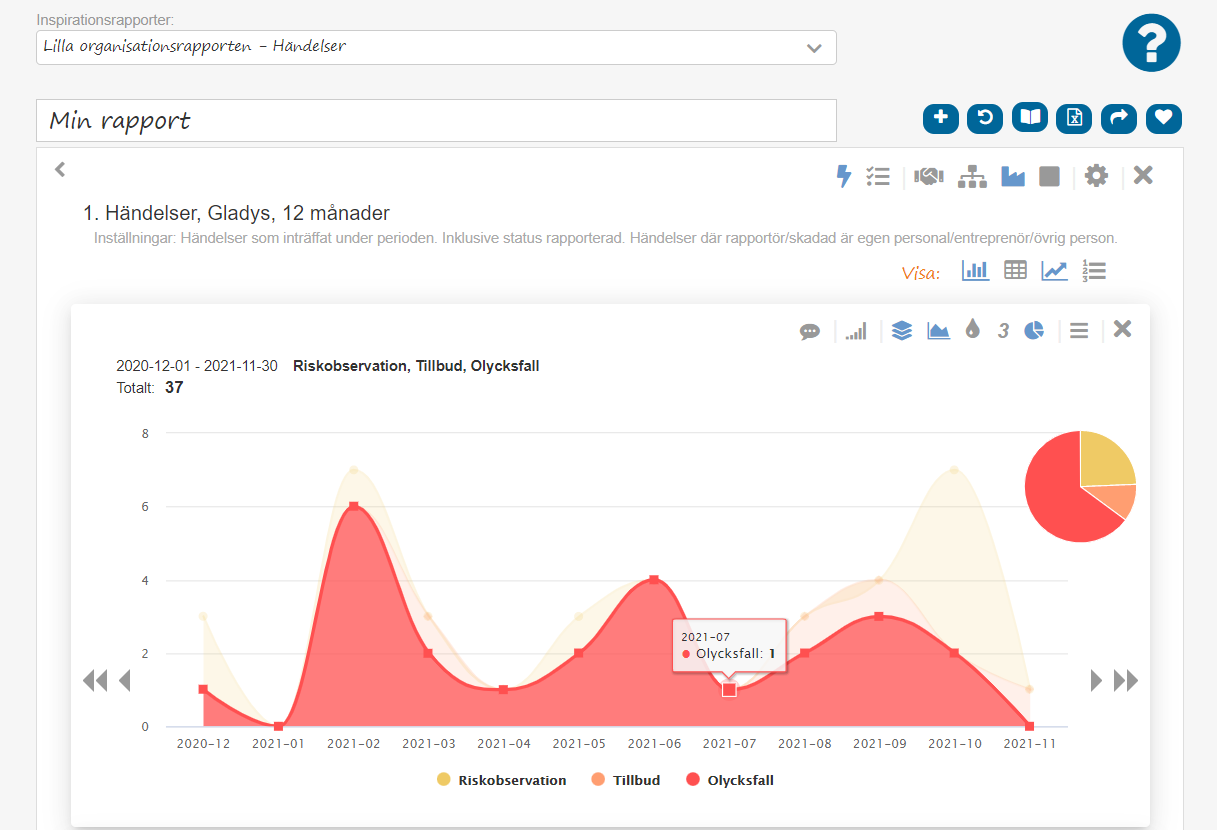 Inspirationsrapporter:
Lilla organisationsrapporten - Händelser
Min rapport
1. Händelser, Gladys, 12 månader
Inställningar: Händelser som inträffat under perioden. Inklusive status rapporterad. Händelser där rapportör/skadad är egen personal/entreprenör/övrig person.
Visa:
3
2020-12-01 - 2021-11-30 Riskobservation, Tillbud, Olycksfall
Totalt: 37
8
6
4
2
0
2021-07
Olycksfall: 1
2020-12 2021-01 2021-02 2021-03 2021-04 2021-05 2021-06 2021-07 2021-08 2021-09 2021-10 2021-11
Riskobservation Tillbud Olycksfall